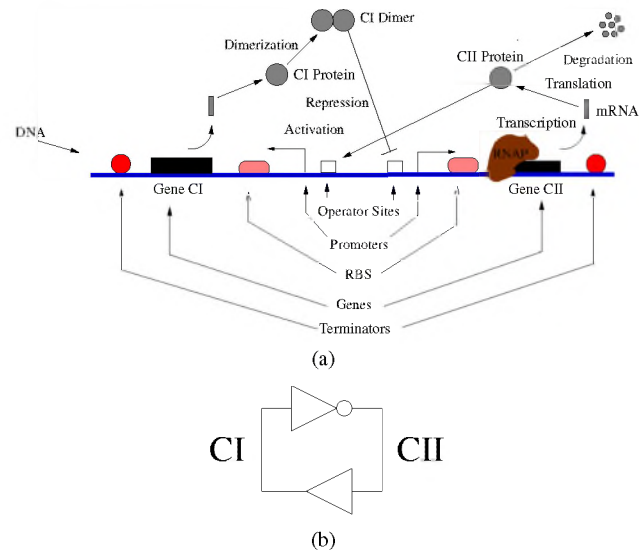 CI Dimer
Dimerization
CII Protein
Degradation
CI Protein
Translation
Repression
mRNA
Transcription
DNA
Activation
RNAP
Gene CI
Gene CII
Operator Sites
Promoters
RBS
Genes
Terminators
(a)
CI
CII
(b)